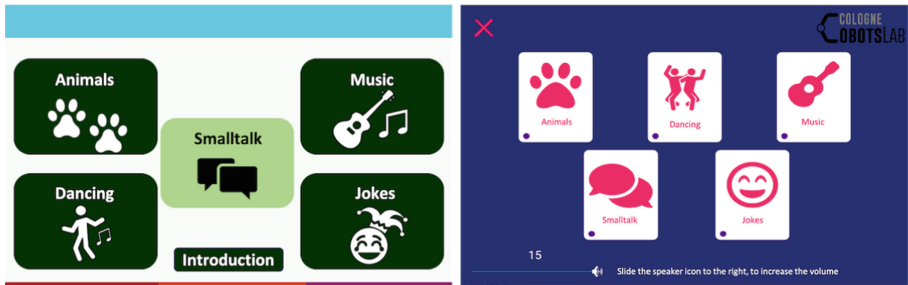 Animals
Music
Smalltalk
Dancing
Jokes
Introduction
COLOGNE
COBOTSLAB
Animals
Dancing
Music
Smalltalk
Jokes
15
Slide the speaker icon to the right, to increase the volume